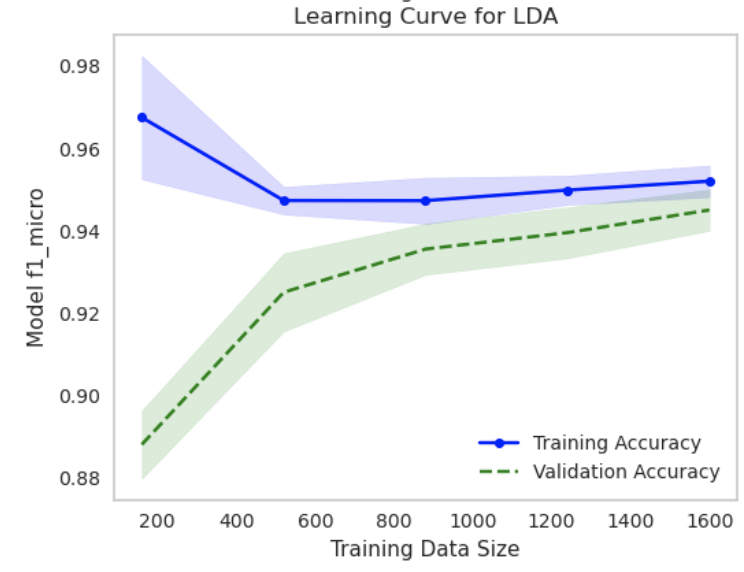 Learning Curve for LDA
0.98
0.96
0.94
0.92
0.90
0.88
Model f1_micro
Training Accuracy
Validation Accuracy
200 400 600 800 1000 1200 1400 1600
Training Data Size